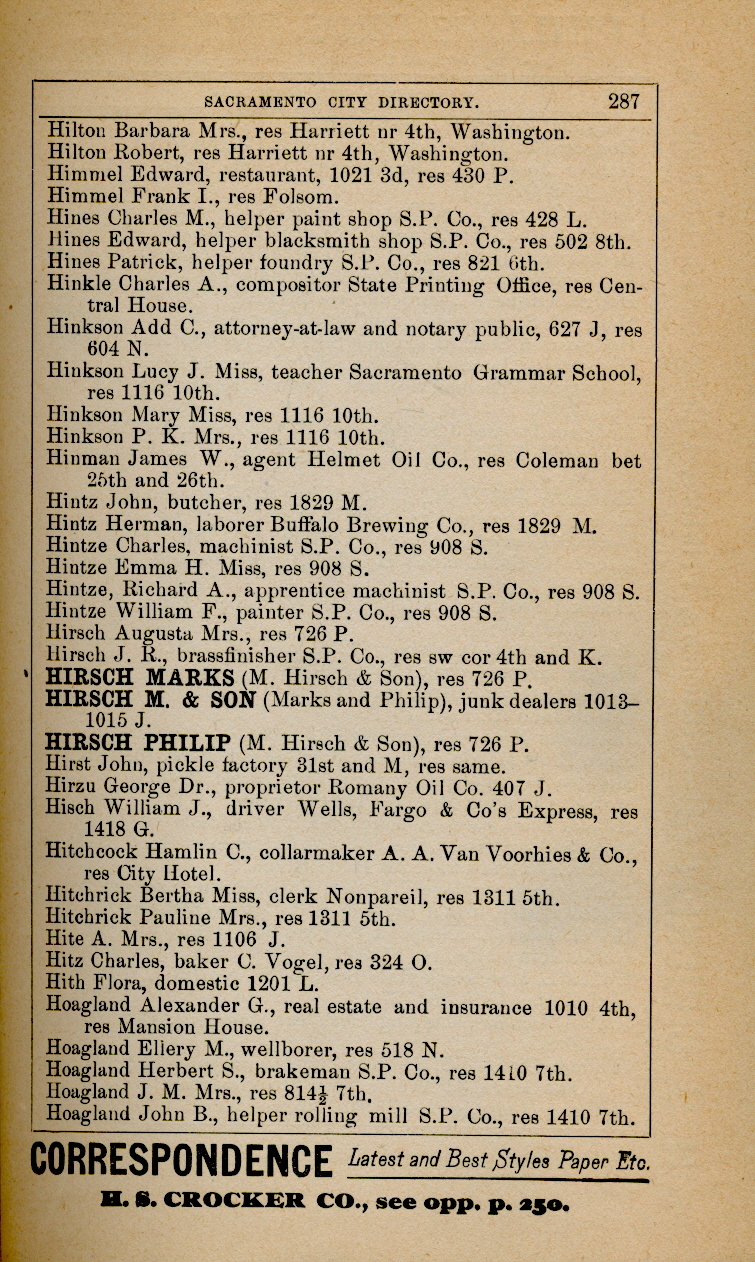 SACRAMENTO CITY DIRECTORY. 287
Hilton Barbara Mrs., res Harriett nr 4th, Washington.
Hilton Robert, res Harriett nr 4th, Washington.
Himmel Edward, restaurant, 1021 3d, res 430 P.
Himmel Frank I., res Folsom.
Hines Charles M., helper paint shop S.P. Co., res 428 L.
Hines Edward, helper blacksmith shop S.P. Co., res 502 8th.
Hines Patrick, helper foundry S.P. Co., res 821 6th.
Hinkle Charles A., compositor State Printing Office, res Cen-
tral House.
Hinkson Add C., attorney-at-law and notary public, 627 J, res
604 N.
Hinkson Lucy J. Miss, teacher Sacramento Grammar School,
res 1116 10th.
Hinkson Mary Miss, res 1116 10th.
Hinkson P. K. Mrs., res 1116 10th.
Hinman James W., agent Helmet Oil Co., res Coleman bet
25th and 26th.
Hintz John, butcher, res 1829 M.
Hintz Herman, laborer Buffalo Brewing Co., res 1829 M.
Hintze Charles, machinist S.P. Co., res 908 S.
Hintze Emma H. Miss, res 908 S.
Hintze, Richard A., apprentice machinist S.P. Co., res 908 S.
Hintze William F., painter S.P. Co., res 908 S.
Hirsch Augusta Mrs., res 726 P.
Hirsch J. R., brassfinisher S.P. Co., res sw cor 4th and K.
HIRSCH MARKS (M. Hirsch & Son), res 726 P.
HIRSCH M. & SON (Marks and Philip), junk dealers 1013–
1015 J.
HIRSCH PHILIP (M. Hirsch & Son), res 726 P.
Hirst John, pickle factory 31st and M, res same.
Hirzu George Dr., proprietor Romany Oil Co. 407 J.
Hisch William J., driver Wells, Fargo & Co's Express, res
1418 G.
Hitchcock Hamlin C., collarmaker A. A. Van Voorhies & Co.,
res City Hotel.
Hitchrick Bertha Miss, clerk Nonpareil, res 1311 5th.
Hitchrick Pauline Mrs., res 1311 5th.
Hite A. Mrs., res 1106 J.
Hitz Charles, baker C. Vogel, res 324 O.
Hith Flora, domestic 1201 L.
Hoagland Alexander G., real estate and insurance 1010 4th,
res Mansion House.
Hoagland Ellery M., wellborer, res 518 N.
Hoagland Herbert S., brakeman S.P. Co., res 1410 7th.
Hoagland J. M. Mrs., res 814½ 7th.
Hoagland John B., helper rolling mill S.P. Co., res 1410 7th.
CORRESPONDENCE Latest and Best Styles Paper Etc.
H. S. CROCKER CO., see opp. p. 250.